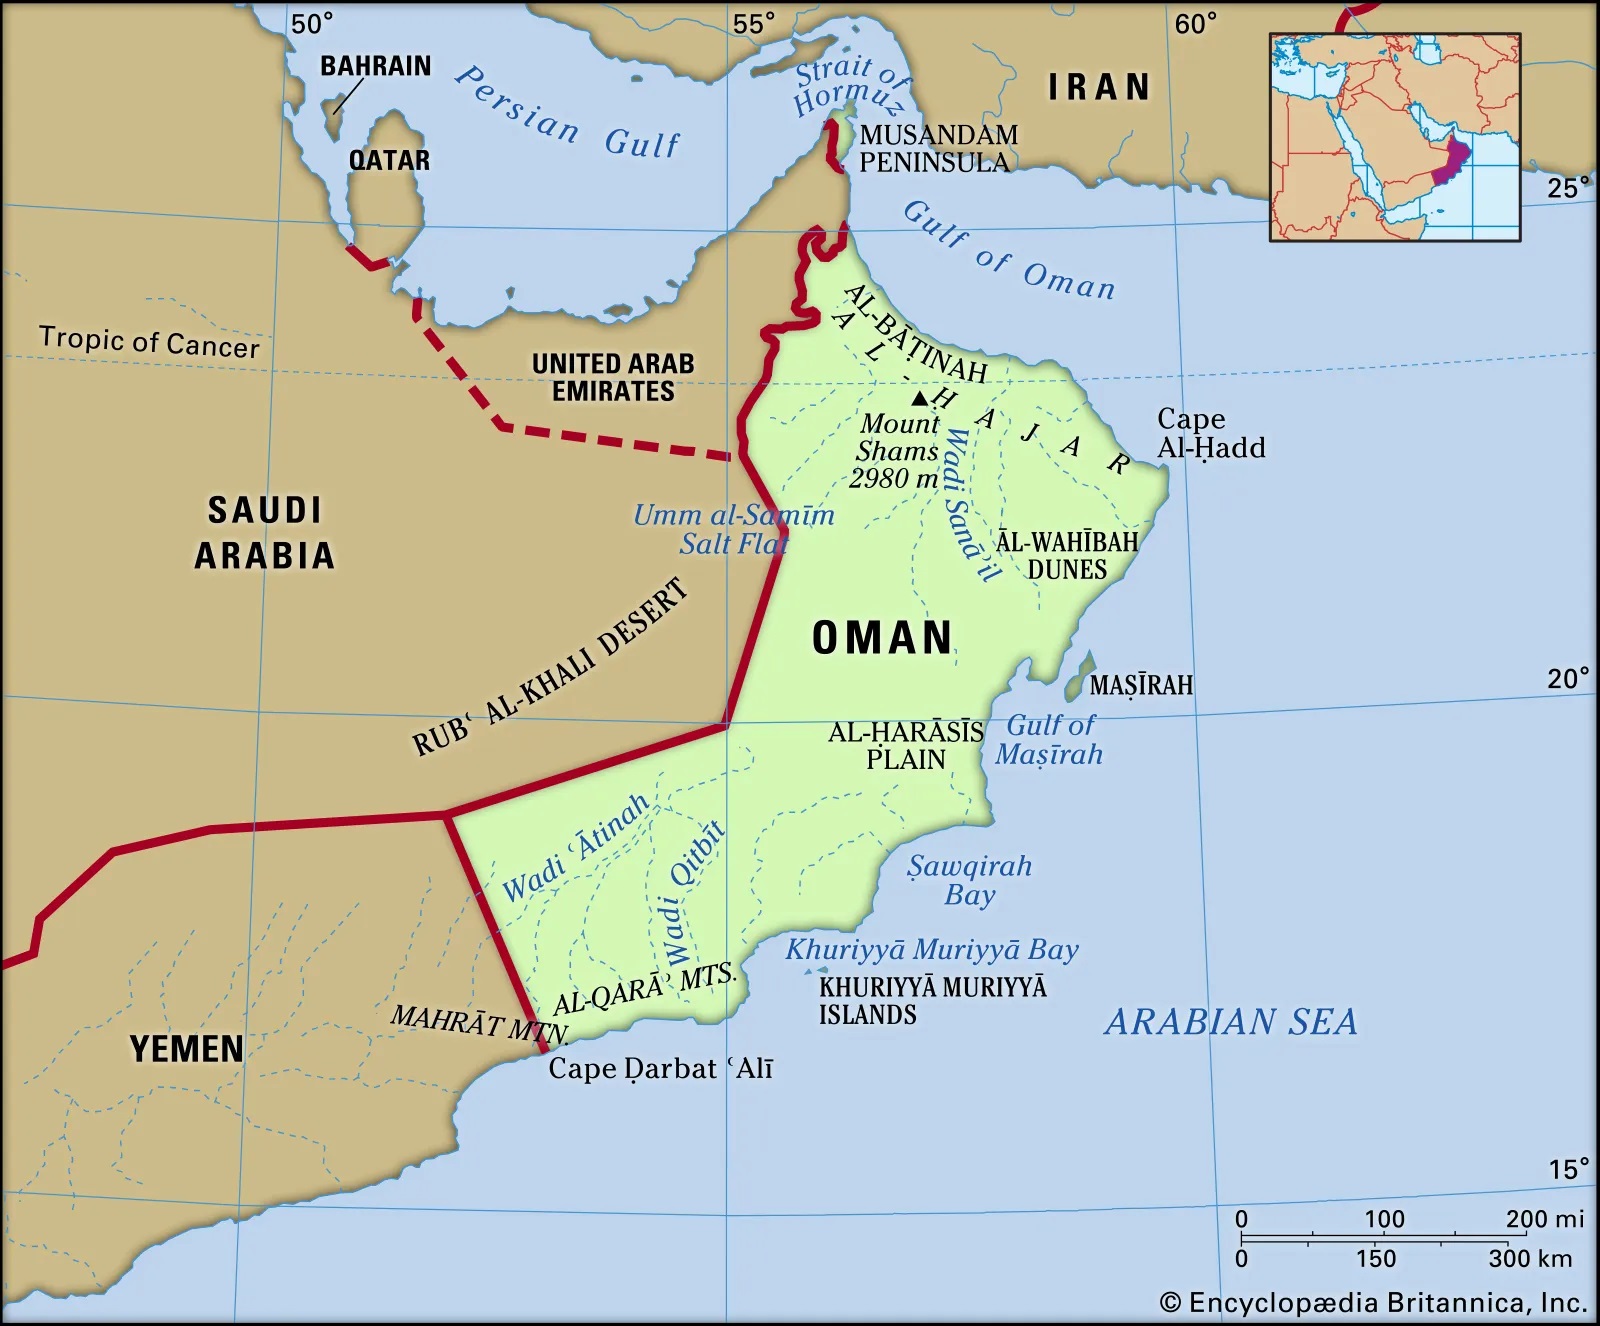 50°
55°
60°
BAHRAIN
Persian Gulf
Strait of
Hormuz
IRAN
QATAR
MUSANDAM
PENINSULA
25°
Gulf of Oman
Tropic of Cancer
UNITED ARAB
EMIRATES
AL-BĀṬINAH
AL-HAJAR
Mount
Shams
2980 m
Wadi Sanāʾil
Cape
Al-Ḥadd
SAUDI
ARABIA
Umm al-Samīm
Salt Flat
ĀL-WAHĪBAH
DUNES
RUBʿ AL-KHALI DESERT
OMAN
20°
MAṢĪRAH
AL-ḤARĀSĪS
PLAIN
Gulf of
Maṣīrah
Wadi ʿĀtinah
Wadi Qitbīt
Ṣawqirah
Bay
Khuriyyā Muriyyā Bay
KHURIYYĀ MURIYYĀ
ISLANDS
AL-QARĀʾ MTS.
MAHRĀT MTN.
ARABIAN SEA
YEMEN
Cape Ḍarbat ʿAlī
15°
0 100 200 mi
0 150 300 km
© Encyclopædia Britannica, Inc.